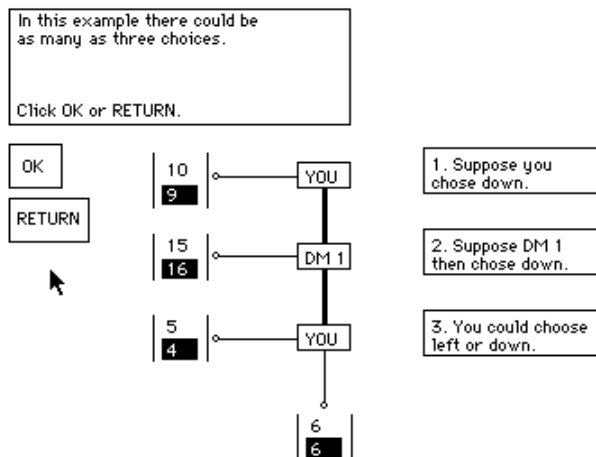 In this example there could be
as many as three choices.
Click OK or RETURN.
OK
RETURN
10
9
YOU
1. Suppose you
chose down.
15
16
DM 1
2. Suppose DM 1
then chose down.
5
4
YOU
3. You could choose
left or down.
6
6